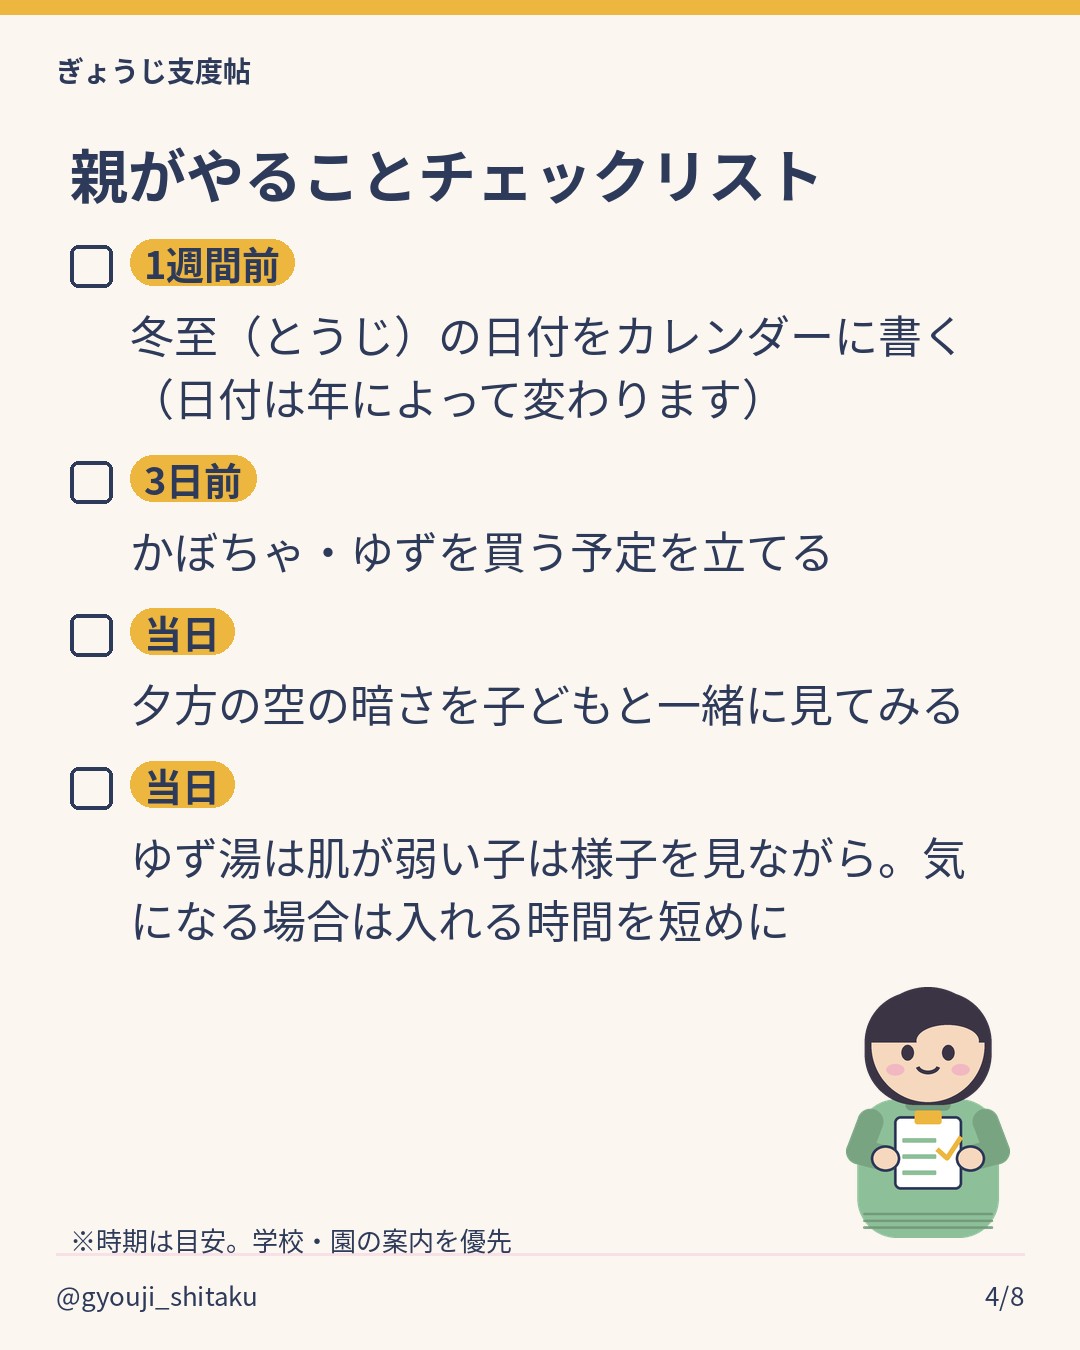 ぎょうじ支度帖
親がやることチェックリスト
1週間前
冬至（とうじ）の日付をカレンダーに書く
（日付は年によって変わります）
3日前
かぼちゃ・ゆずを買う予定を立てる
当日
夕方の空の暗さを子どもと一緒に見てみる
当日
ゆず湯は肌が弱い子は様子を見ながら。気
になる場合は入れる時間を短めに
※時期は目安。学校・園の案内を優先
@gyouji_shitaku
4/8